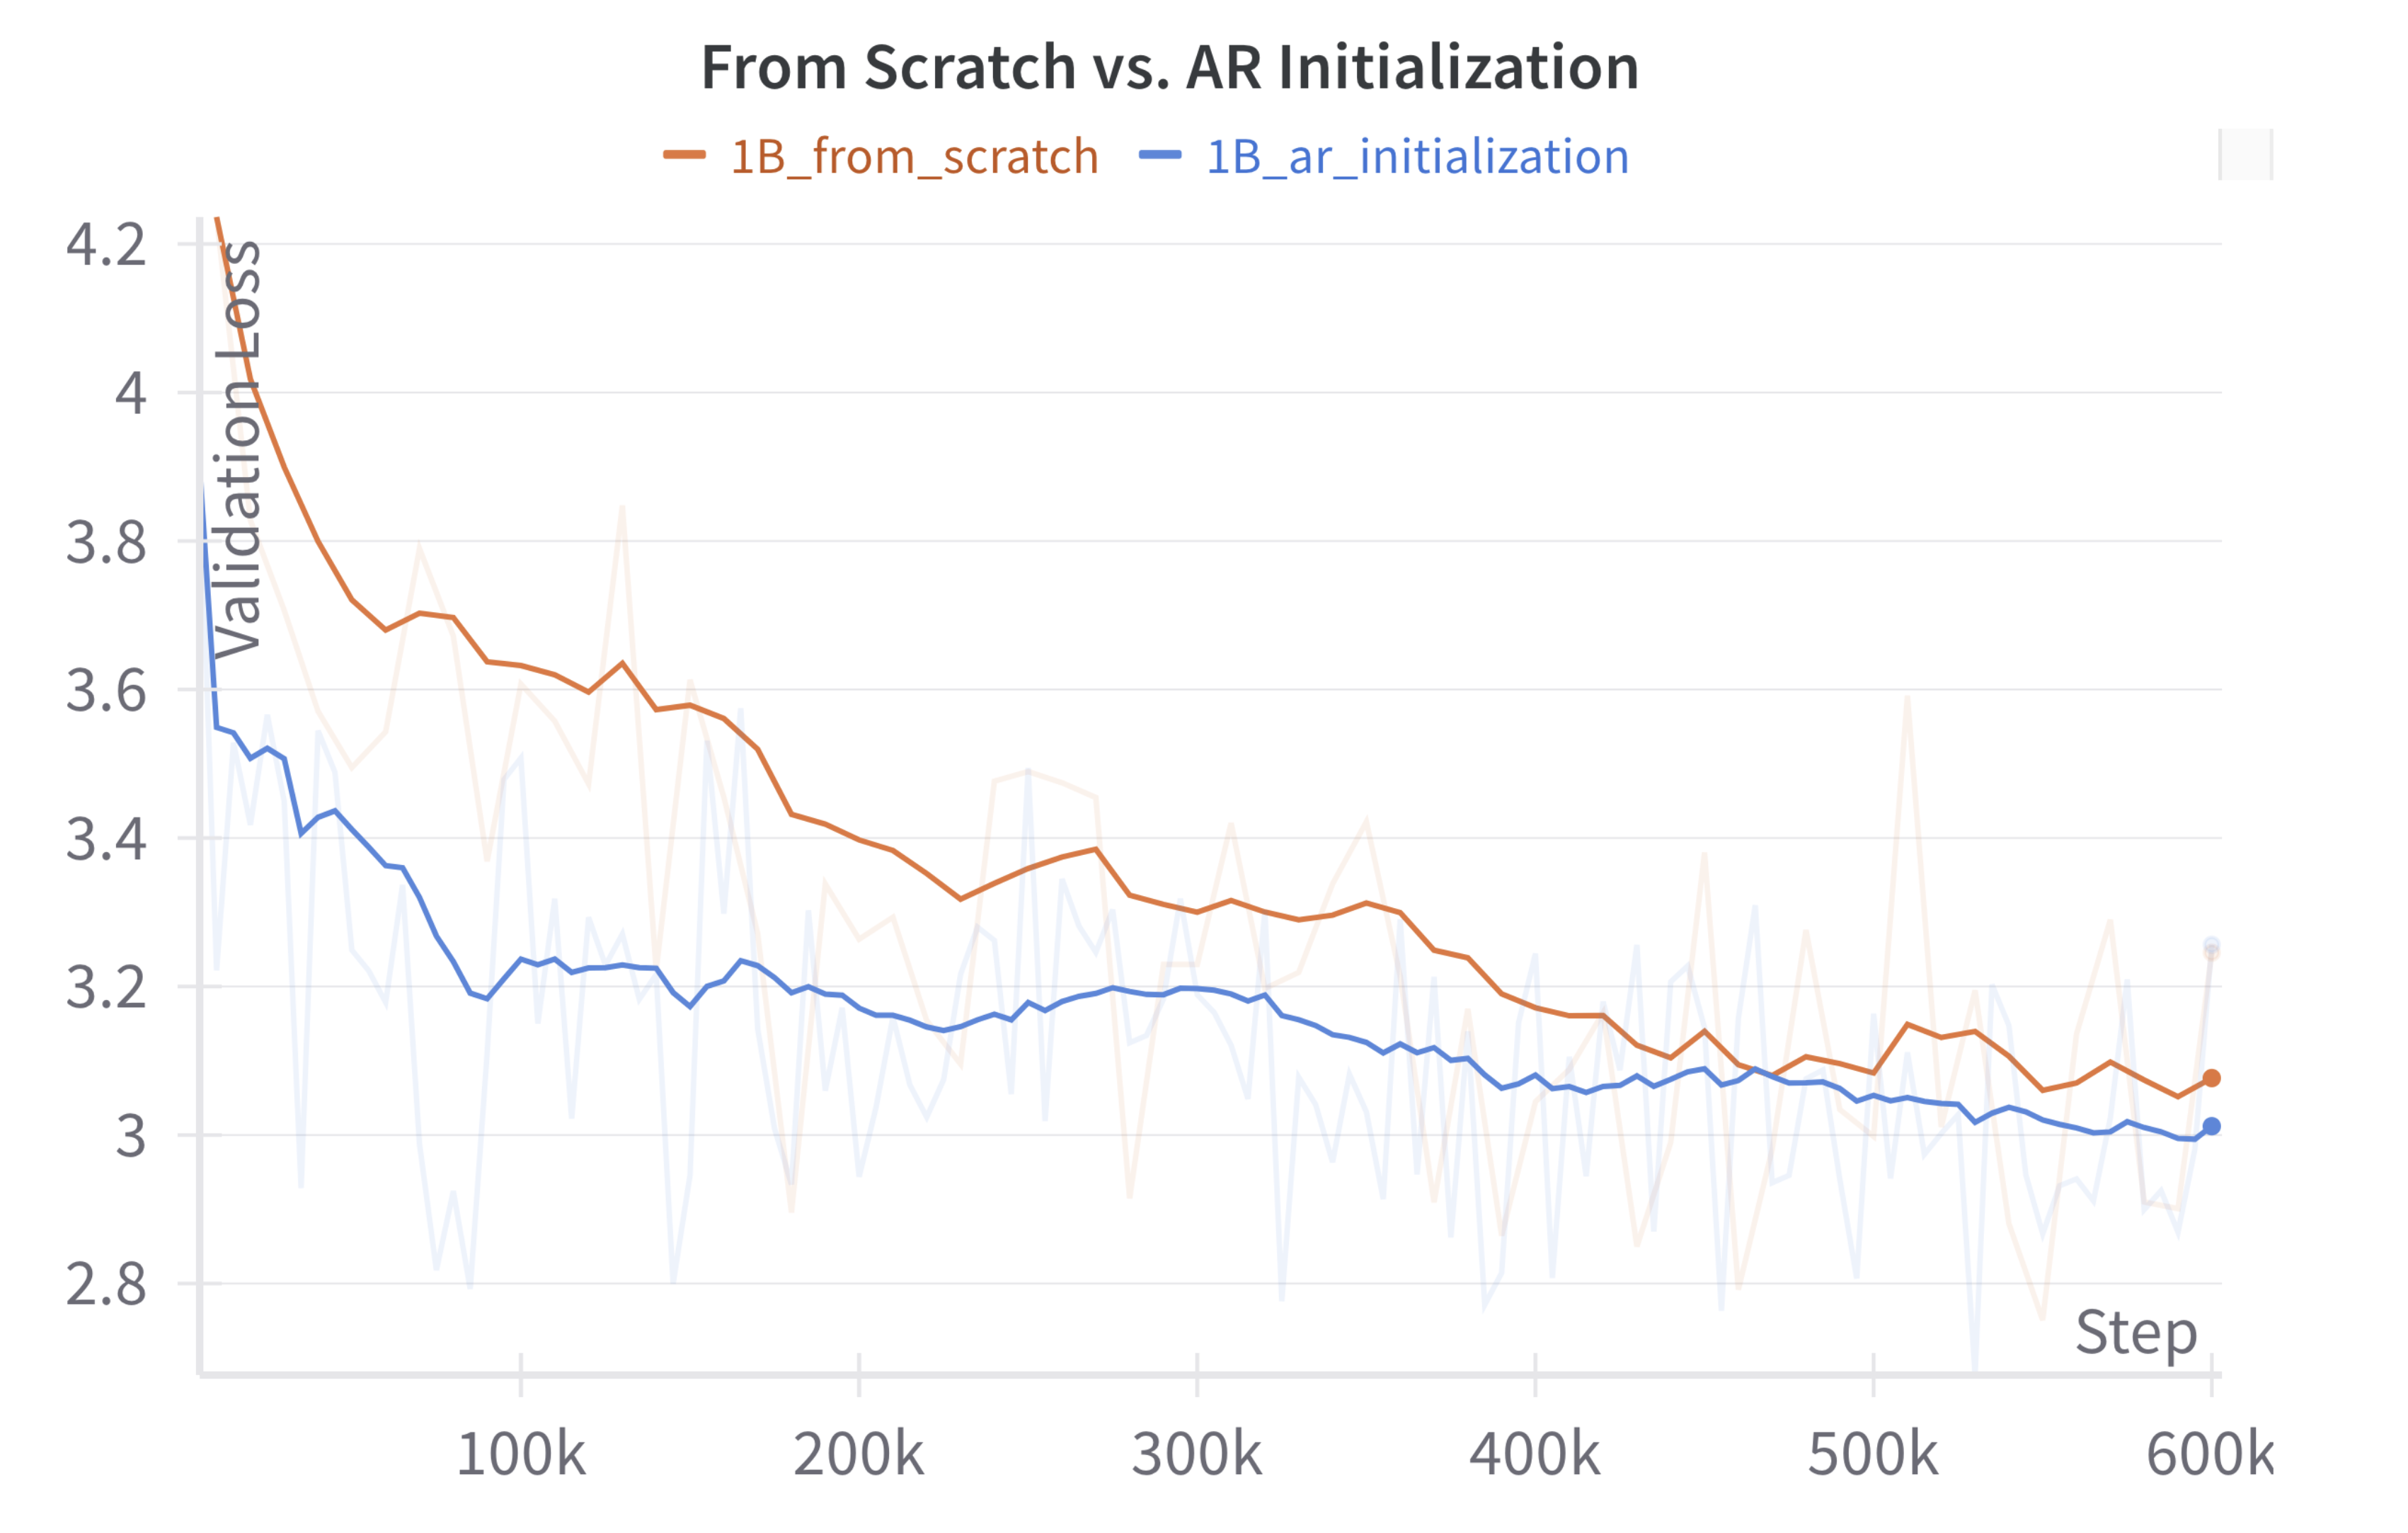 From Scratch vs. AR Initialization
1B_from_scratch 1B_ar_initialization
Validation Loss
4.2
4
3.8
3.6
3.4
3.2
3
2.8
Step
100k 200k 300k 400k 500k 600k